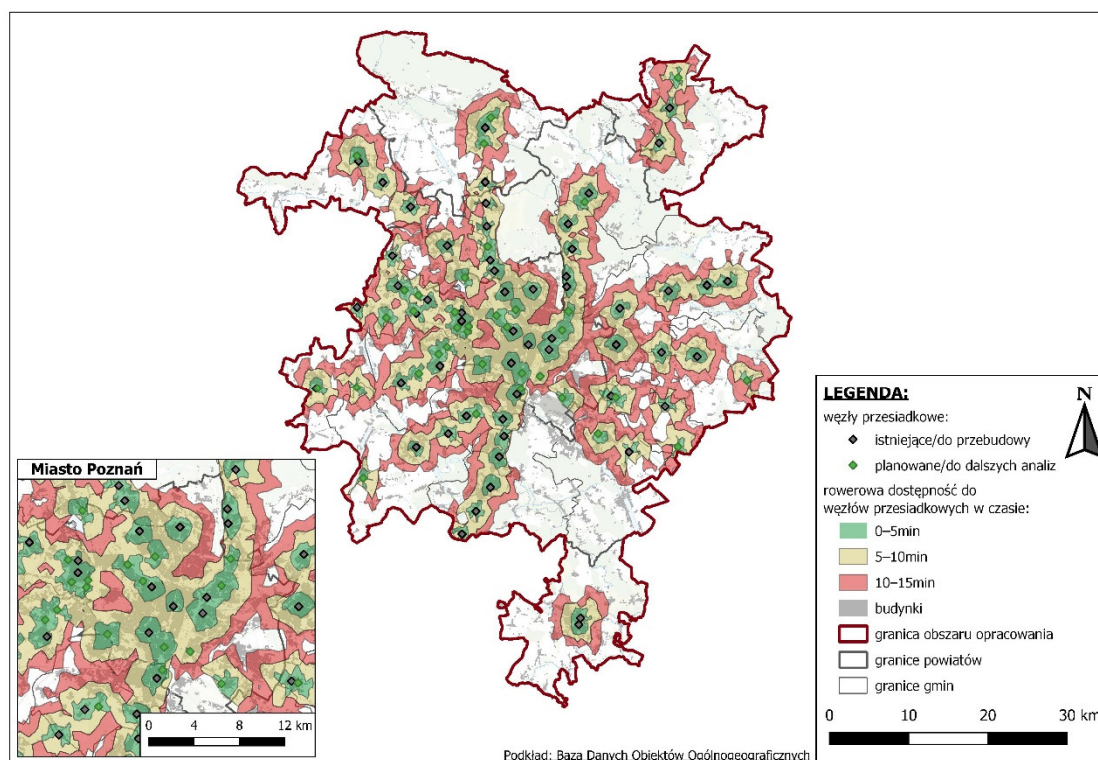 Miasto Poznań
0 4 8 12 km
LEGENDA:
N
węzły przesiadkowe:
istniejące/do przebudowy
planowane/do dalszych analiz
rowerowa dostępność do
węzłów przesiadkowych w czasie:
0–5min
5–10min
10–15min
budynki
granica obszaru opracowania
granice powiatów
granice gmin
0 10 20 30 km
Podkład: Baza Danych Obiektów Ogólnogeograficznych